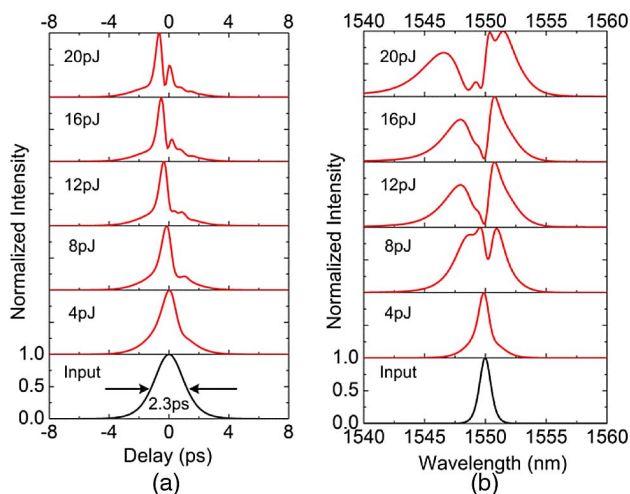 -8 -4 0 4 8
1540 1545 1550 1555 1560
20pJ
16pJ
12pJ
8pJ
4pJ
Input
2.3ps
1.0
0.5
0.0
-8 -4 0 4 8
Normalized Intensity
Delay (ps)
(a)
20pJ
16pJ
12pJ
8pJ
4pJ
Input
1.0
0.5
0.0
1540 1545 1550 1555 1560
Normalized Intensity
Wavelength (nm)
(b)